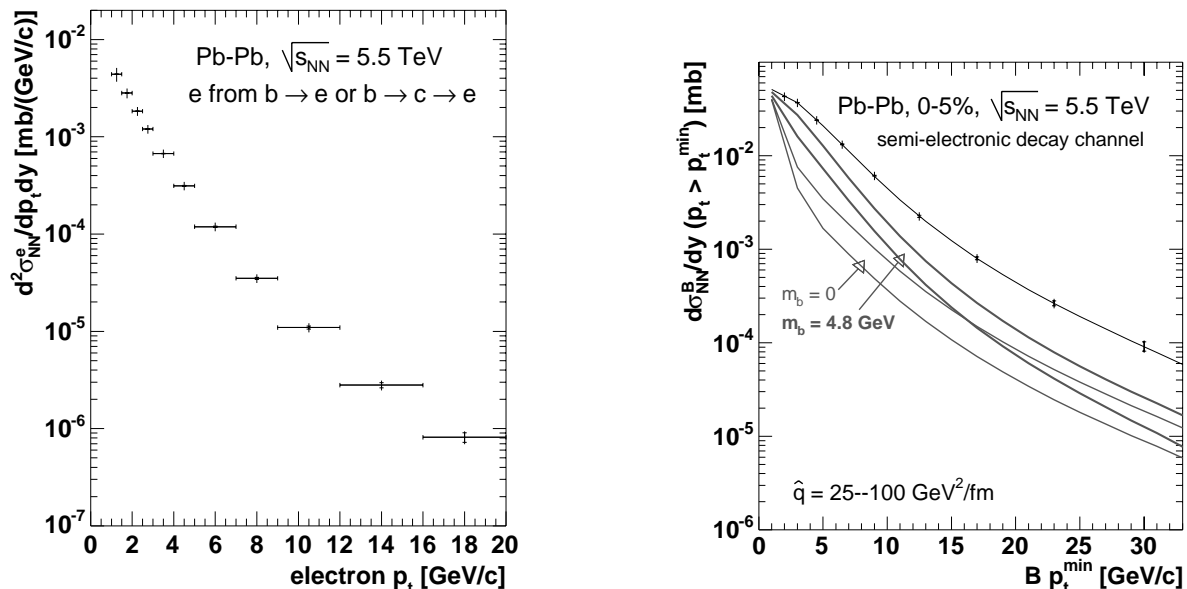 d²σ^e_NN/dp_t dy [mb/(GeV/c)]
10⁻²
10⁻³
10⁻⁴
10⁻⁵
10⁻⁶
10⁻⁷
Pb-Pb, √s_NN = 5.5 TeV
e from b → e or b → c → e
0 2 4 6 8 10 12 14 16 18 20
electron p_t [GeV/c]
dσ^B_NN/dy (p_t > p_t^min) [mb]
10⁻²
10⁻³
10⁻⁴
10⁻⁵
10⁻⁶
Pb-Pb, 0-5%, √s_NN = 5.5 TeV
semi-electronic decay channel
m_b = 0
m_b = 4.8 GeV
q̂ = 25--100 GeV²/fm
0 5 10 15 20 25 30
B p_t^min [GeV/c]